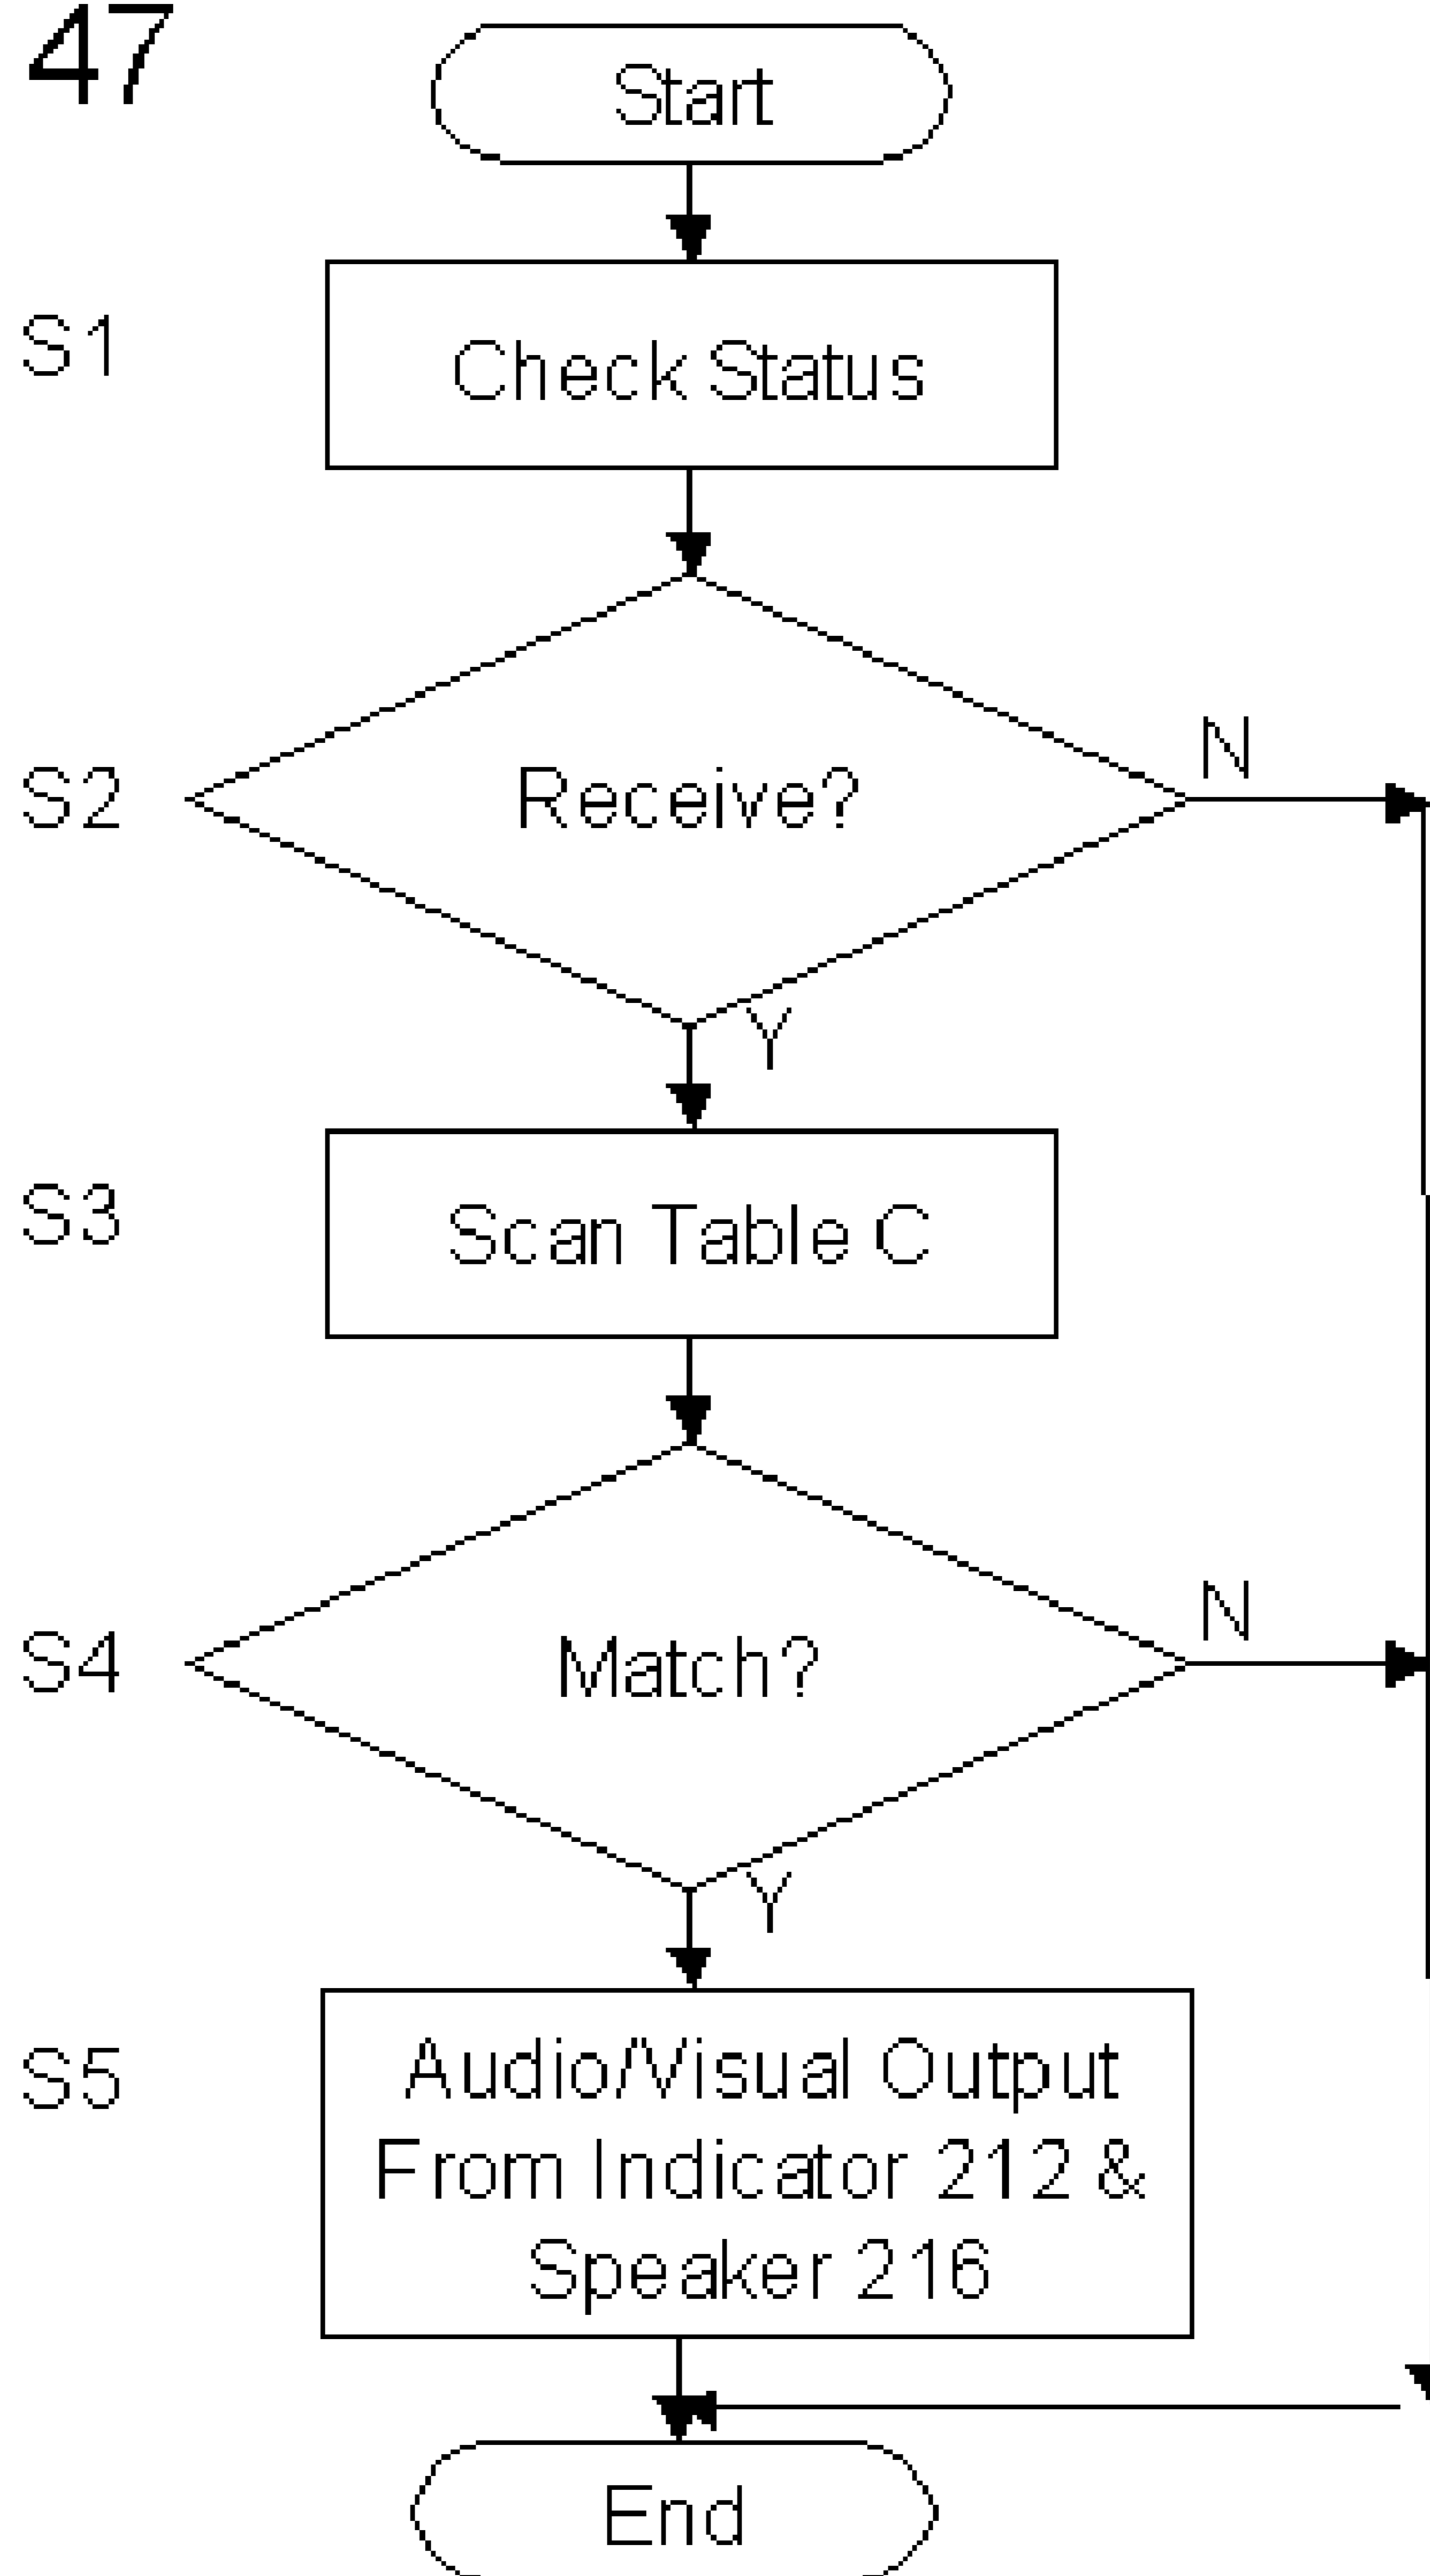 47
Start
S1
Check Status
S2
Receive?
N
Y
S3
Scan Table C
S4
Match?
N
Y
S5
Audio/Visual Output
From Indicator 212 &
Speaker 216
End